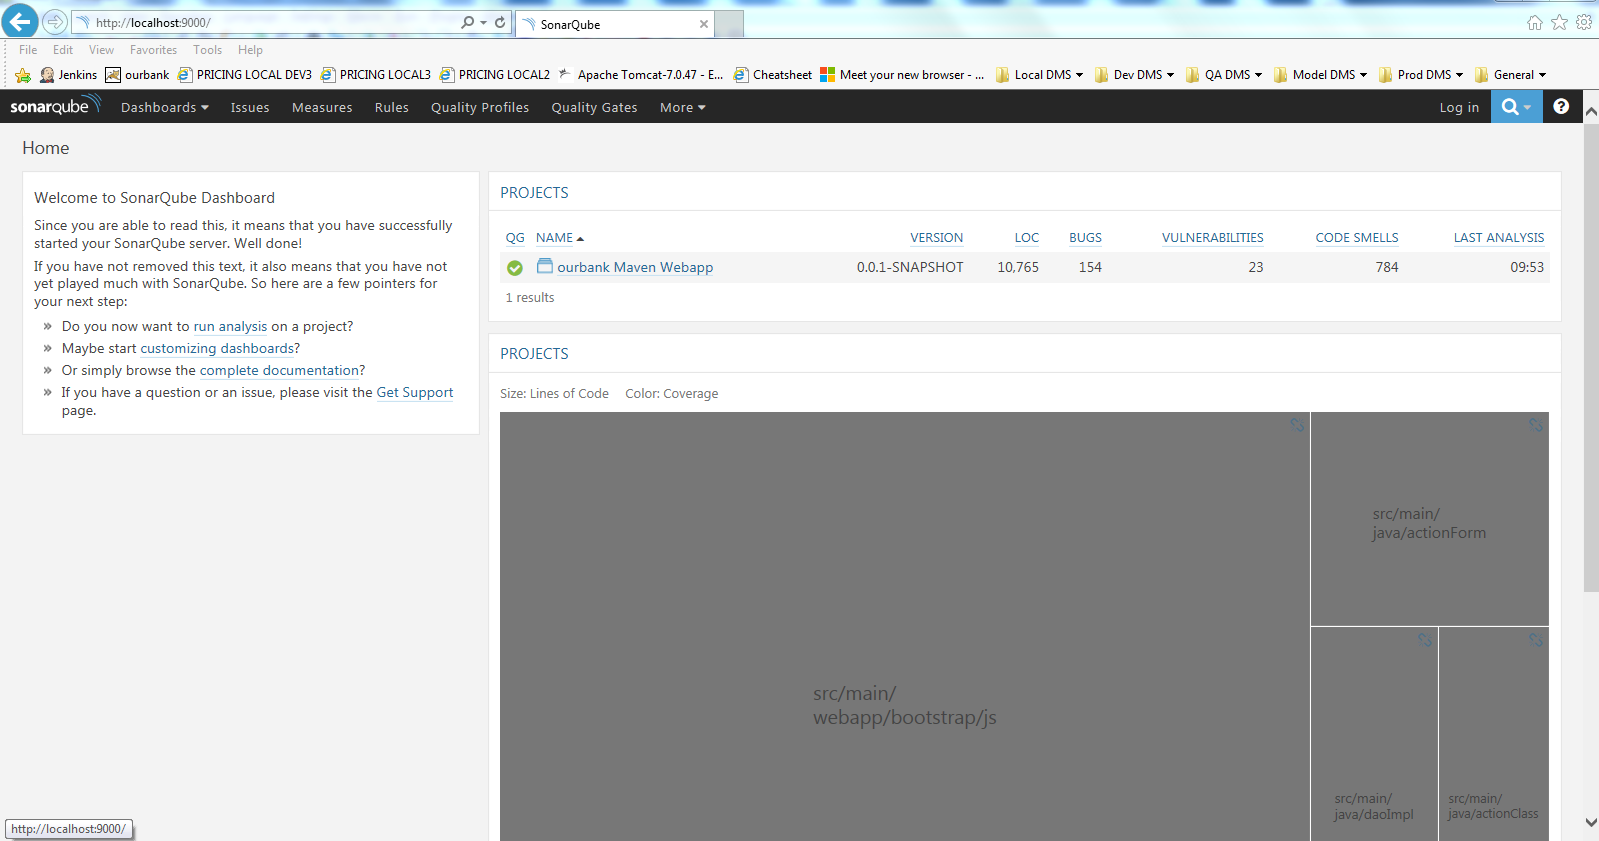 http://localhost:9000/
SonarQube
File Edit View Favorites Tools Help
Jenkins ourbank PRICING LOCAL DEV3 PRICING LOCAL3 PRICING LOCAL2 Apache Tomcat-7.0.47 - E... Cheatsheet Meet your new browser - ... Local DMS Dev DMS QA DMS Model DMS Prod DMS General
sonarqube Dashboards Issues Measures Rules Quality Profiles Quality Gates More Log in
Home
Welcome to SonarQube Dashboard
Since you are able to read this, it means that you have successfully
started your SonarQube server. Well done!
If you have not removed this text, it also means that you have not
yet played much with SonarQube. So here are a few pointers for
your next step:
» Do you now want to run analysis on a project?
» Maybe start customizing dashboards?
» Or simply browse the complete documentation?
» If you have a question or an issue, please visit the Get Support
page.
PROJECTS
QG NAME VERSION LOC BUGS VULNERABILITIES CODE SMELLS LAST ANALYSIS
ourbank Maven Webapp 0.0.1-SNAPSHOT 10,765 154 23 784 09:53
1 results
PROJECTS
Size: Lines of Code Color: Coverage
src/main/
webapp/bootstrap/js
src/main/
java/actionForm
src/main/
java/daoImpl
src/main/
java/actionClass
http://localhost:9000/